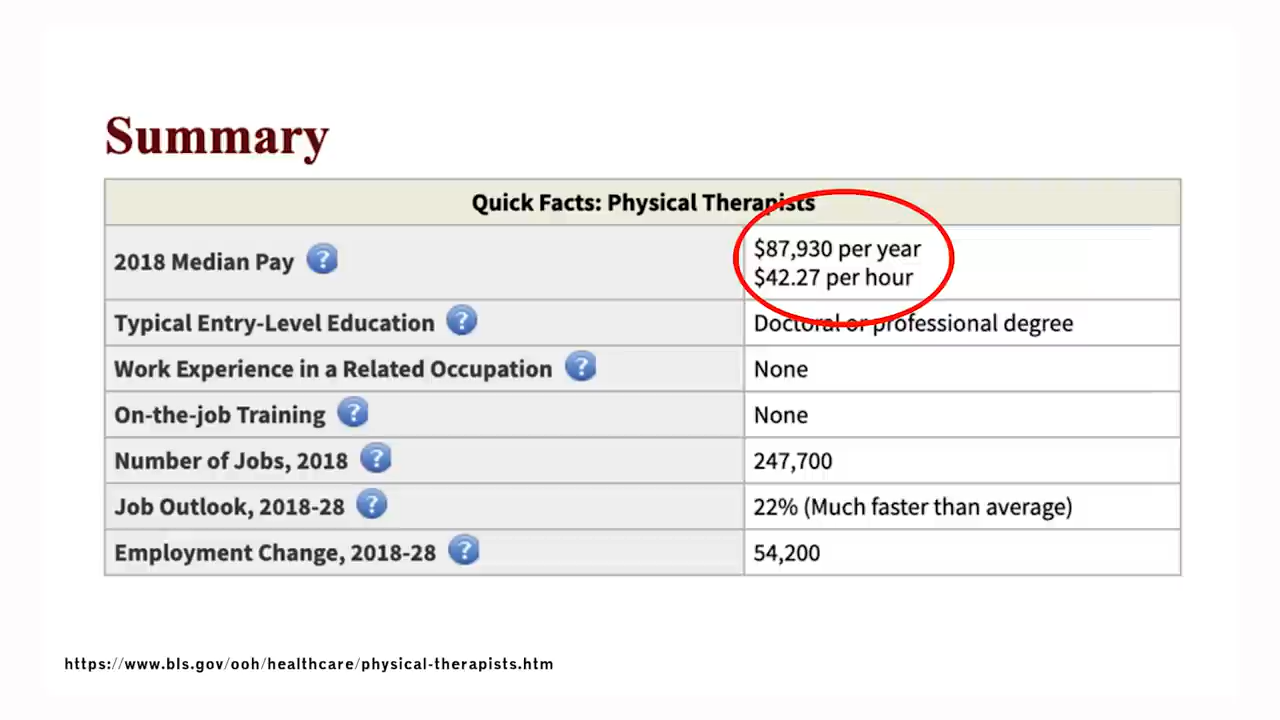 Summary
Quick Facts: Physical Therapists
2018 Median Pay ?
$87,930 per year
$42.27 per hour
Typical Entry-Level Education ? Doctoral or professional degree
Work Experience in a Related Occupation ? None
On-the-job Training ? None
Number of Jobs, 2018 ? 247,700
Job Outlook, 2018-28 ? 22% (Much faster than average)
Employment Change, 2018-28 ? 54,200
https://www.bls.gov/ooh/healthcare/physical-therapists.htm